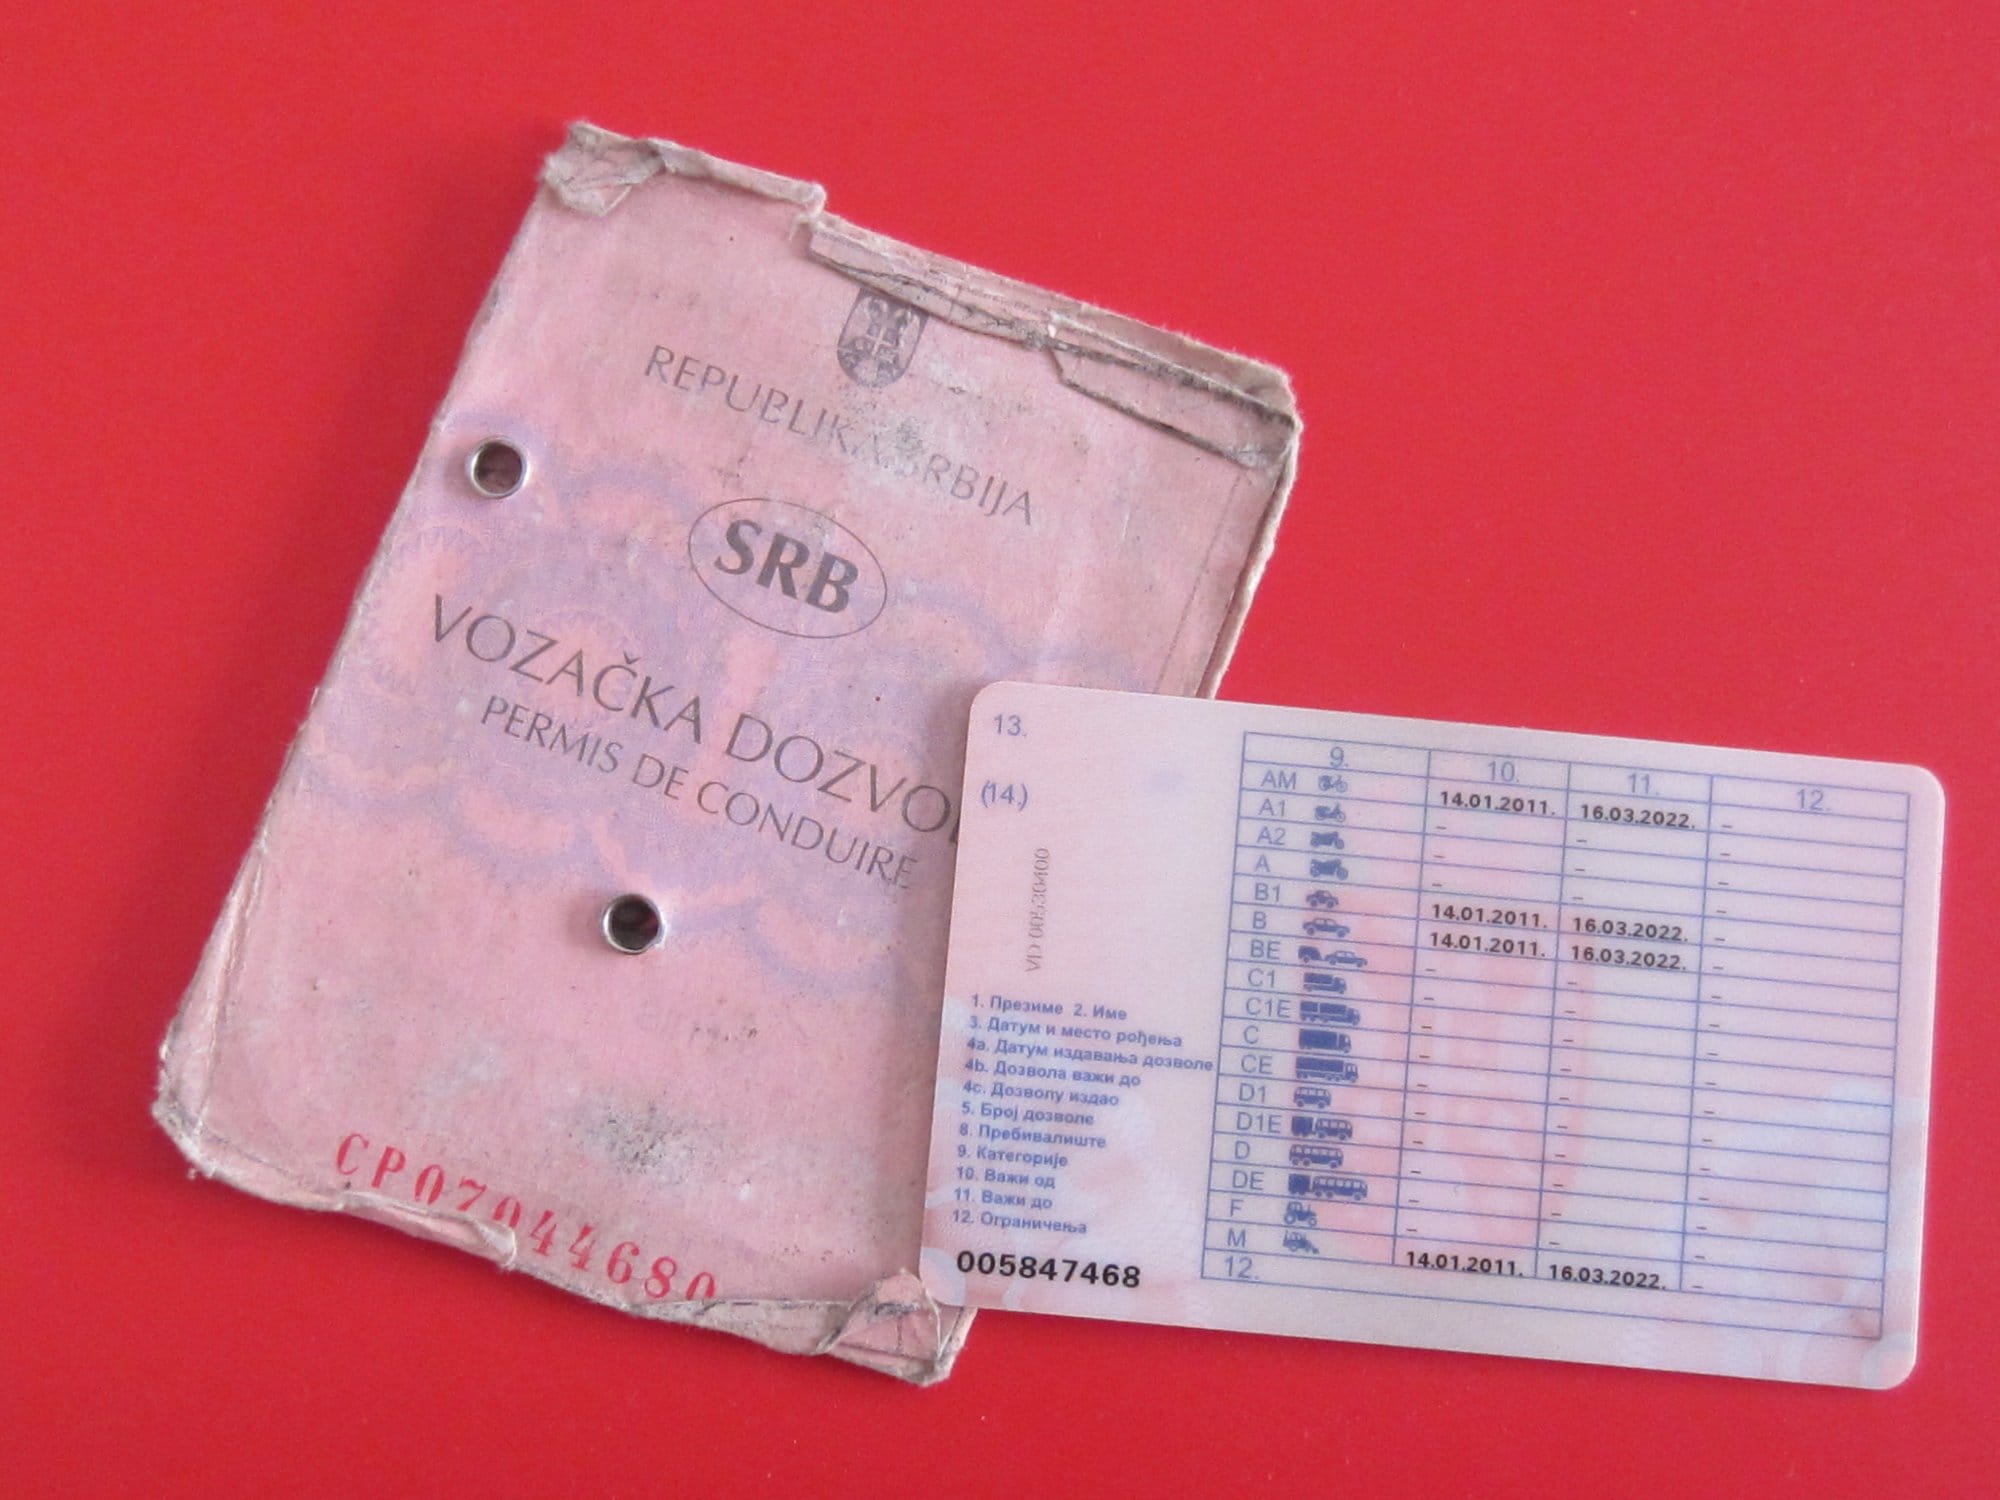 REPUBLIKA SRBIJA
SRB
VOZAČKA DOZVO
PERMIS DE CONDUIRE
CP07044680
13.
(14.)
VD 00530400
1. Презиме 2. Име
3. Датум и место рођења
4a. Датум издавања дозволе
4b. Дозвола важи до
4c. Дозволу издао
5. Број дозволе
8. Пребивалиште
9. Категорије
10. Важи од
11. Важи до
12. Ограничења
005847468
9. 10. 11. 12.
AM 14.01.2011. 16.03.2022. –
A1 – – –
A2 – – –
A – – –
B1 14.01.2011. 16.03.2022. –
B 14.01.2011. 16.03.2022. –
BE – – –
C1 – – –
C1E – – –
C – – –
CE – – –
D1 – – –
D1E – – –
D – – –
DE – – –
F – – –
M 14.01.2011. 16.03.2022. –
12.